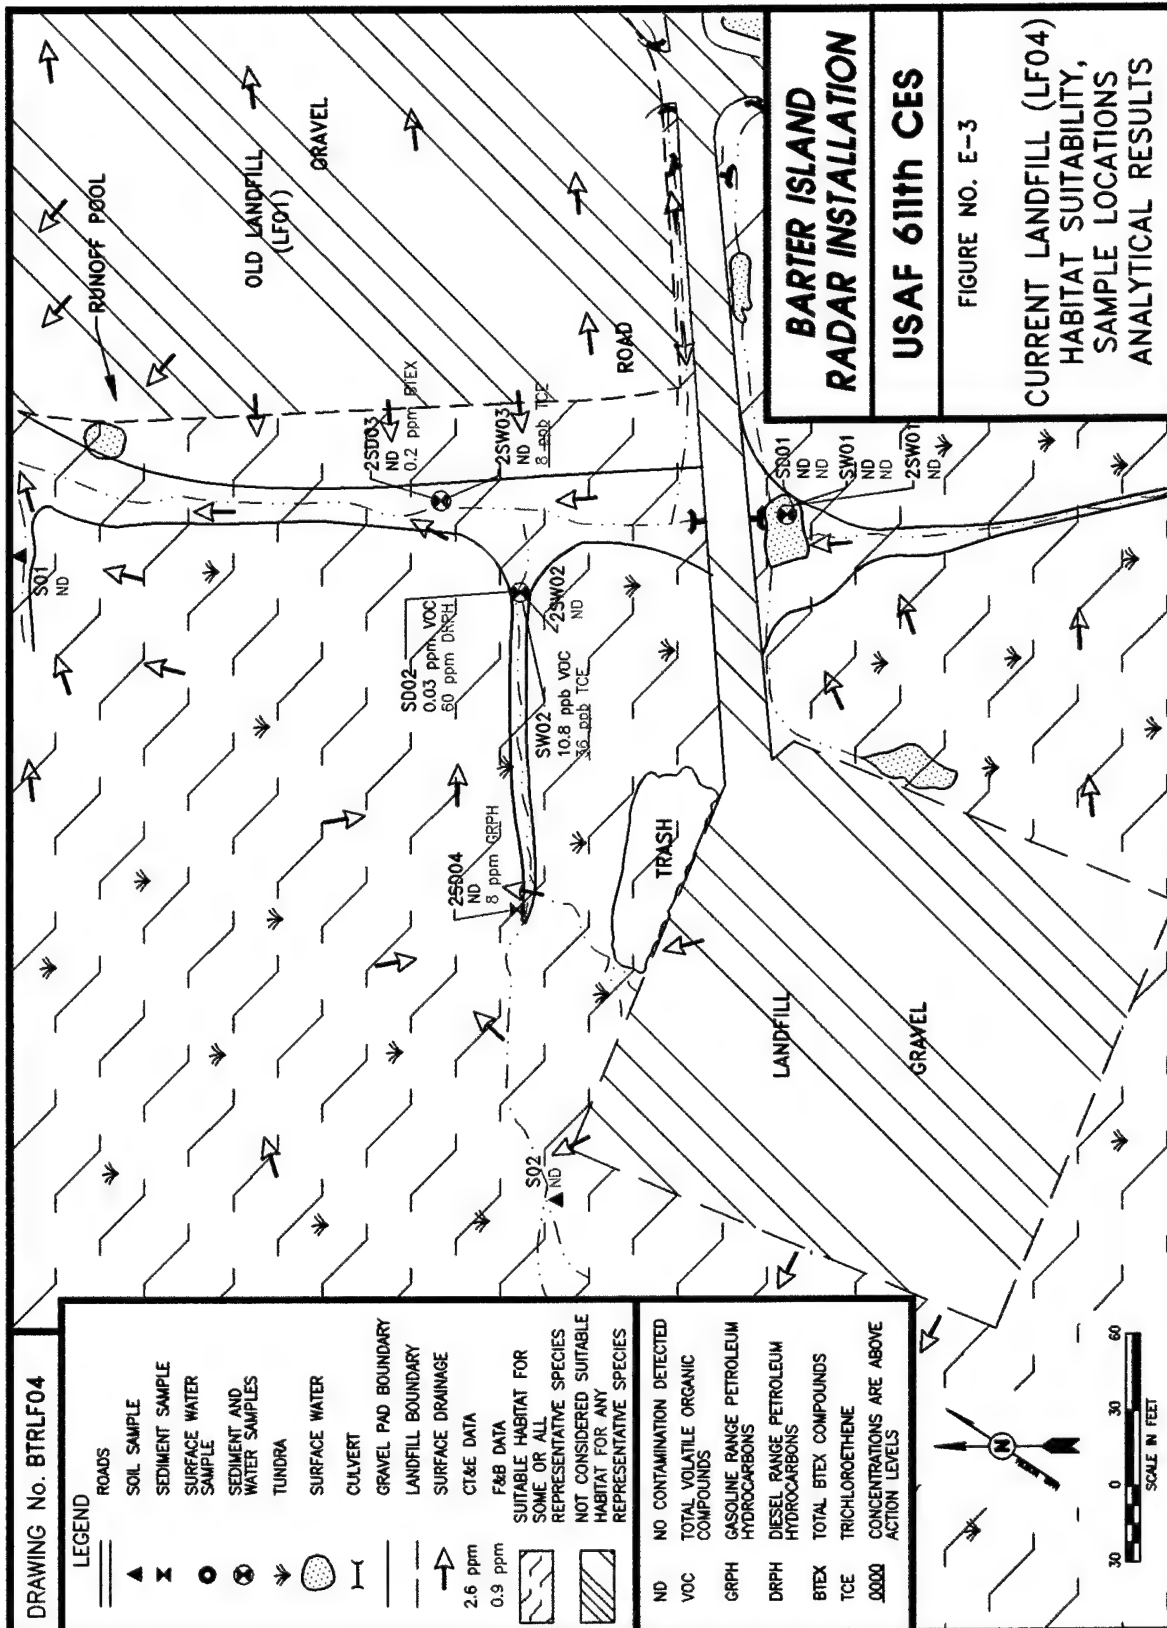 DRAWING No. BTRLF04
LEGEND
ROADS
SOIL SAMPLE
SEDIMENT SAMPLE
SURFACE WATER
SAMPLE
SEDIMENT AND
WATER SAMPLES
TUNDRA
SURFACE WATER
CULVERT
GRAVEL PAD BOUNDARY
LANDFILL BOUNDARY
SURFACE DRAINAGE
2.6 ppm CT&E DATA
0.9 ppm F&B DATA
SUITABLE HABITAT FOR
SOME OR ALL
REPRESENTATIVE SPECIES
NOT CONSIDERED SUITABLE
HABITAT FOR ANY
REPRESENTATIVE SPECIES
ND NO CONTAMINATION DETECTED
VOC TOTAL VOLATILE ORGANIC
COMPOUNDS
GRPH GASOLINE RANGE PETROLEUM
HYDROCARBONS
DRPH DIESEL RANGE PETROLEUM
HYDROCARBONS
BTEX TOTAL BTEX COMPOUNDS
TCE TRICHLOROETHENE
0000 CONCENTRATIONS ARE ABOVE
ACTION LEVELS
N
30 0 30 60
SCALE IN FEET
S01
ND
RUNOFF POOL
OLD LANDFILL
(LF01)
GRAVEL
2SD03
ND
0.2 ppm BTEX
2SW03
ND
8 ppb TCE
ROAD
SD02
0.03 ppm VOC
60 ppm DRPH
2SW02
ND
SW02
10.8 ppb VOC
36 ppb TCE
2SD04
ND
8 ppm GRPH
S02
ND
TRASH
LANDFILL
GRAVEL
SD01
ND
ND
SW01
ND
ND
2SW01
ND
BARTER ISLAND
RADAR INSTALLATION
USAF 611th CES
FIGURE NO. E-3
CURRENT LANDFILL (LF04)
HABITAT SUITABILITY,
SAMPLE LOCATIONS
ANALYTICAL RESULTS